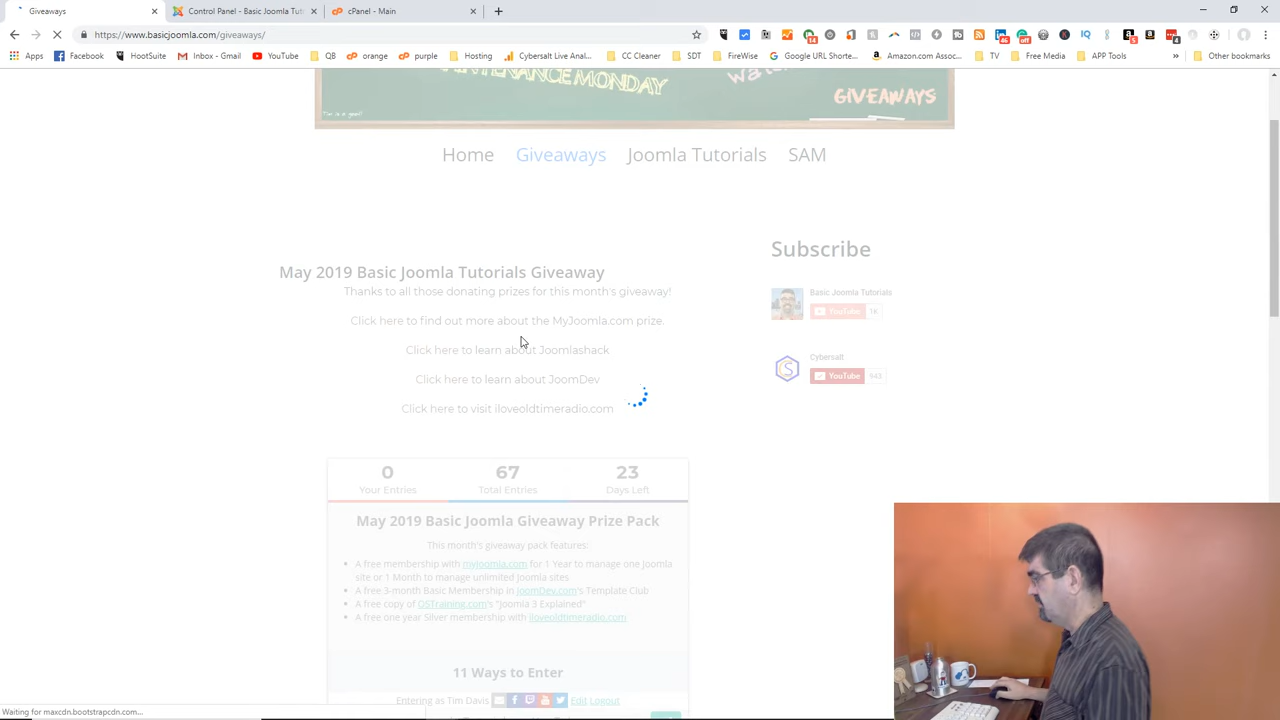 Giveaways
Control Panel - Basic Joomla Tut
cPanel - Main
https://www.basicjoomla.com/giveaways/
Apps
Facebook
HootSuite
Inbox - Gmail
YouTube
QB
orange
purple
Hosting
Cybersalt Live Anal...
CC Cleaner
SDT
FireWise
Google URL Shorte...
Amazon.com Assoc...
TV
Free Media
APP Tools
Other bookmarks
MAINTENANCE MONDAY
GIVEAWAYS
Home
Giveaways
Joomla Tutorials
SAM
Subscribe
May 2019 Basic Joomla Tutorials Giveaway
Thanks to all those donating prizes for this month's giveaway!
Click here to find out more about the MyJoomla.com prize.
Click here to learn about Joomlashack
Click here to learn about JoomDev
Click here to visit iloveoldtimeradio.com
Basic Joomla Tutorials
YouTube 1K
Cybersalt
YouTube 943
0
67
23
Your Entries
Total Entries
Days Left
May 2019 Basic Joomla Giveaway Prize Pack
This month's giveaway pack features:
A free membership with myJoomla.com for 1 Year to manage one Joomla
site or 1 Month to manage unlimited Joomla sites
A free 3-month Basic Membership in JoomDev.com's Template Club
A free copy of OSTraining.com's "Joomla 3 Explained"
A free one year Silver membership with iloveoldtimeradio.com
11 Ways to Enter
Entering as Tim Davis
Edit Logout
Waiting for maxcdn.bootstrapcdn.com...